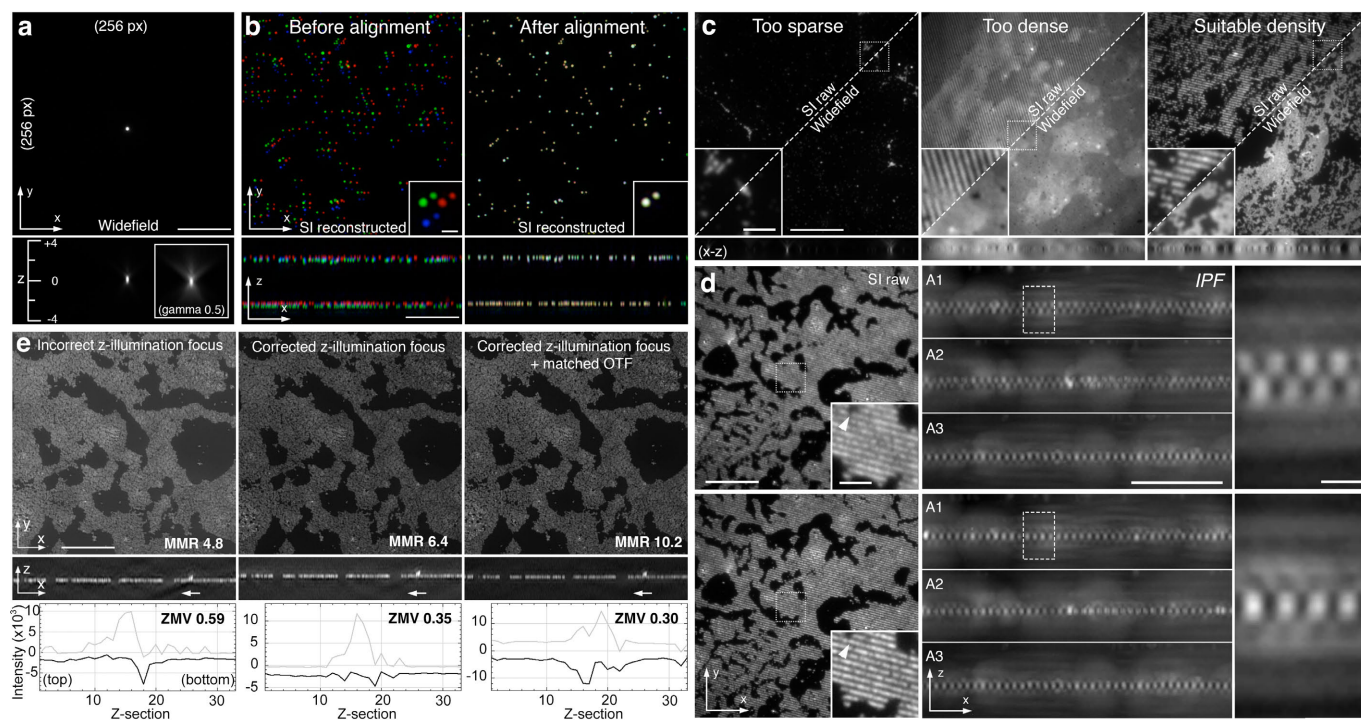 a
(256 px)
(256 px)
y
x
Widefield
z
+4
0
-4
(gamma 0.5)
b
Before alignment
After alignment
y
x
SI reconstructed
SI reconstructed
z
x
c
Too sparse
Too dense
Suitable density
SI raw
Widefield
SI raw
Widefield
SI raw
Widefield
(x-z)
d
SI raw
A1
IPF
A2
A3
A1
A2
A3
y
x
z
x
e
Incorrect z-illumination focus
Corrected z-illumination focus
Corrected z-illumination focus
+ matched OTF
y
x
MMR 4.8
MMR 6.4
MMR 10.2
z
x
Intensity (x10³)
10
5
0
-5
ZMV 0.59
(top)
(bottom)
10
20
30
Z-section
10
5
0
-5
ZMV 0.35
10
20
30
Z-section
10
0
-10
ZMV 0.30
10
20
30
Z-section